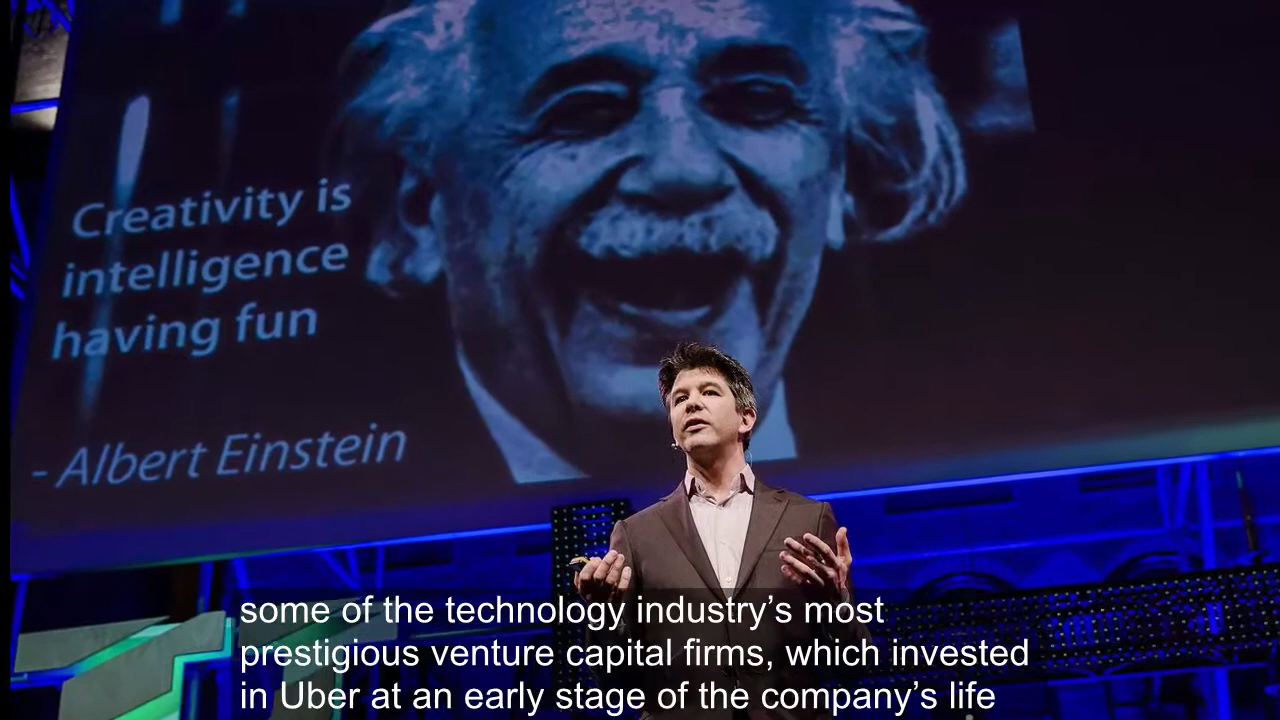 Creativity is
intelligence
having fun
- Albert Einstein
some of the technology industry’s most
prestigious venture capital firms, which invested
in Uber at an early stage of the company’s life